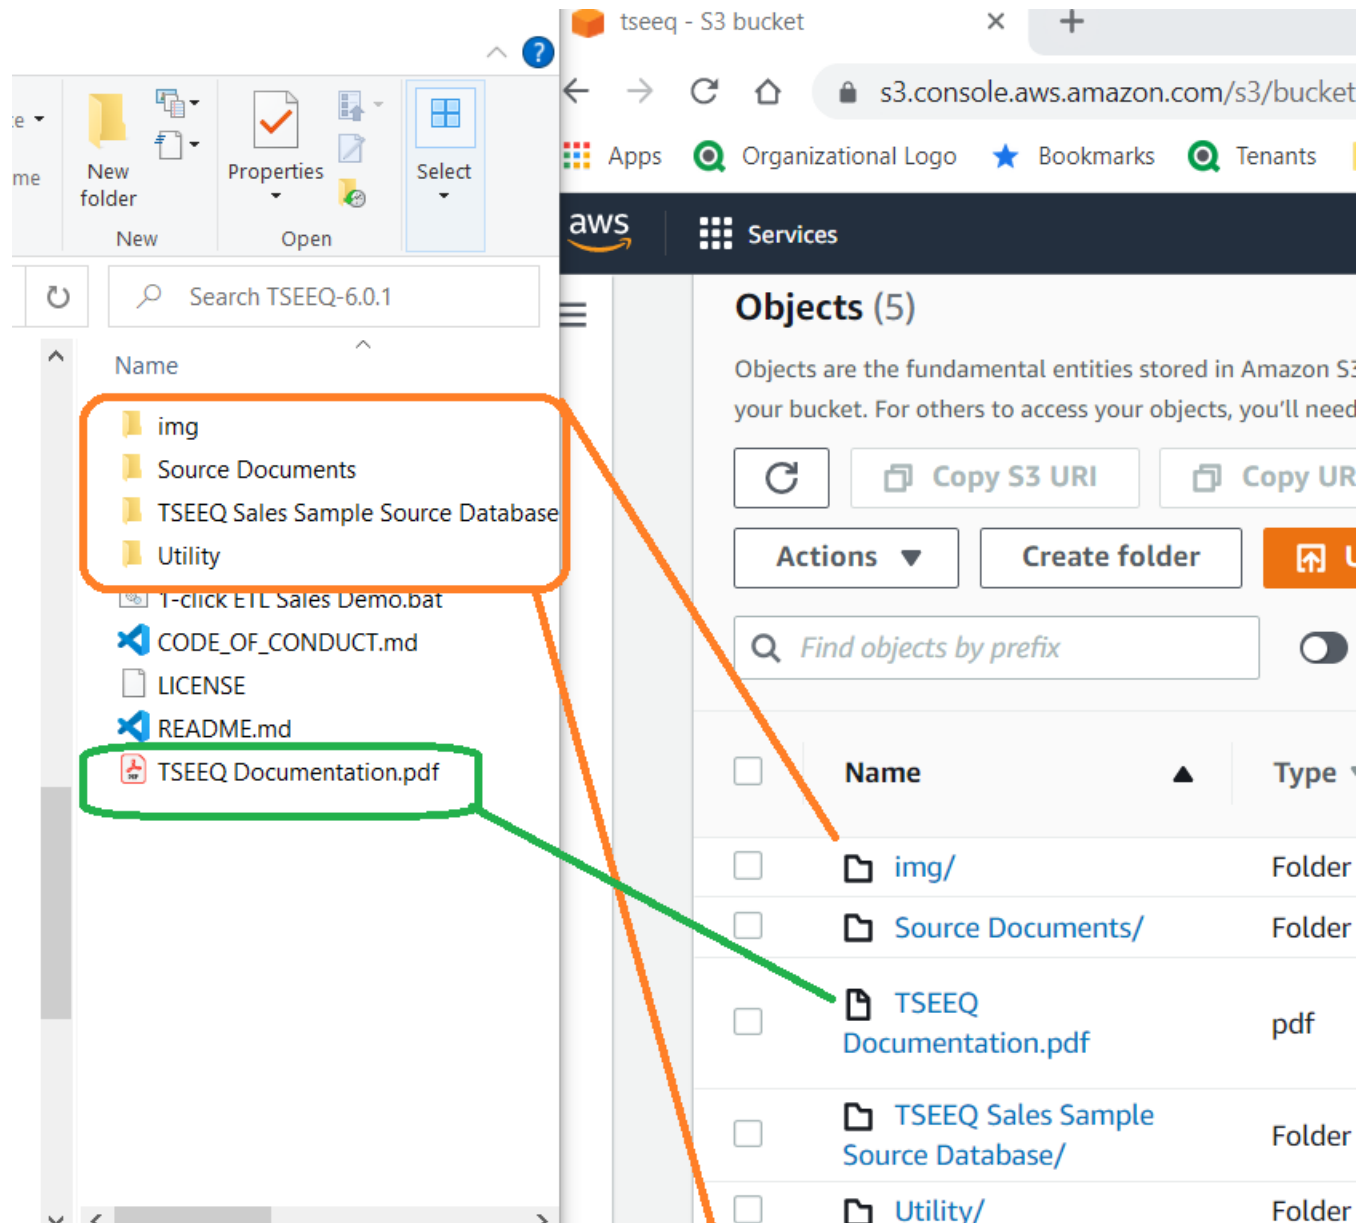 ?
New
folder
New
Properties
Open
Select
Search TSEEQ-6.0.1
Name
img
Source Documents
TSEEQ Sales Sample Source Database
Utility
1-click ETL Sales Demo.bat
CODE_OF_CONDUCT.md
LICENSE
README.md
TSEEQ Documentation.pdf
tseeq - S3 bucket
s3.console.aws.amazon.com/s3/bucket
Apps Organizational Logo Bookmarks Tenants
aws Services
Objects (5)
Objects are the fundamental entities stored in Amazon S3
your bucket. For others to access your objects, you'll need
Copy S3 URI Copy UR
Actions Create folder
Find objects by prefix
Name Type
img/ Folder
Source Documents/ Folder
TSEEQ
Documentation.pdf pdf
TSEEQ Sales Sample
Source Database/ Folder
Utility/ Folder